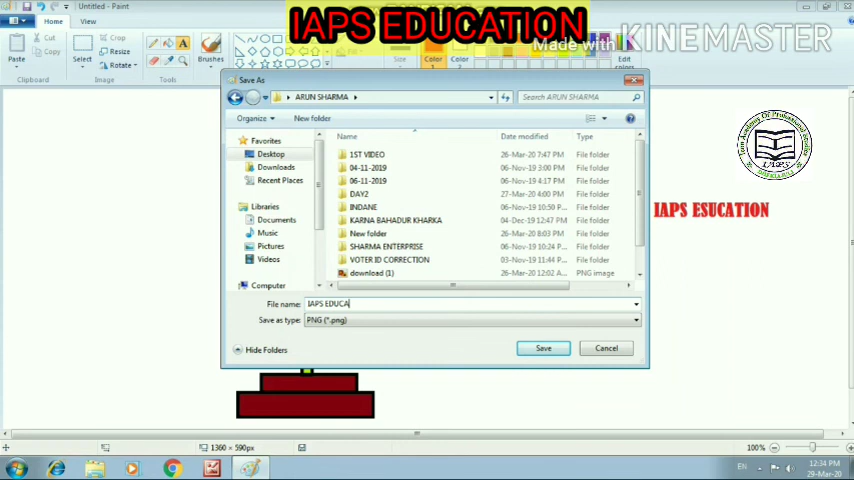 Untitled - Paint
IAPS EDUCATION
Made with KINEMASTER
Home View
Cut
Copy
Paste
Clipboard
Select
Crop
Resize
Rotate
Image
A
Tools
Brushes
Size
Color 1
Color 2
Edit colors
Save As
ARUN SHARMA
Search ARUN SHARMA
Organize New folder
Favorites
Desktop
Downloads
Recent Places
Libraries
Documents
Music
Pictures
Videos
Computer
Name Date modified Type
1ST VIDEO 26-Mar-20 7:47 PM File folder
04-11-2019 06-Nov-19 3:00 PM File folder
06-11-2019 06-Nov-19 4:17 PM File folder
DAY2 27-Mar-20 4:00 PM File folder
INDANE 06-Nov-19 10:50 P... File folder
KARNA BAHADUR KHARKA 04-Dec-19 12:47 PM File folder
New folder 26-Mar-20 8:03 PM File folder
SHARMA ENTERPRISE 06-Nov-19 10:24 P... File folder
VOTER ID CORRECTION 03-Nov-19 11:44 P... File folder
download (1) 26-Mar-20 12:02 A... PNG image
File name: IAPS EDUCA
Save as type: PNG (*.png)
Hide Folders
Save Cancel
IAPS
IAPS ESUCATION
1360 × 590px
100%
EN
12:34 PM
29-Mar-20